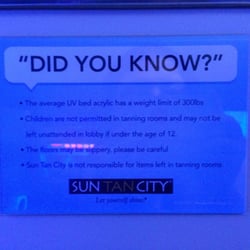 "DID YOU KNOW?"
• The average UV bed acrylic has a weight limit of 300lbs
• Children are not permitted in tanning rooms and may not be
left unattended in lobby if under the age of 12.
• The floors may be slippery, please be careful
• Sun Tan City is not responsible for items left in tanning rooms
SUN TAN CITY
Let yourself shine.®